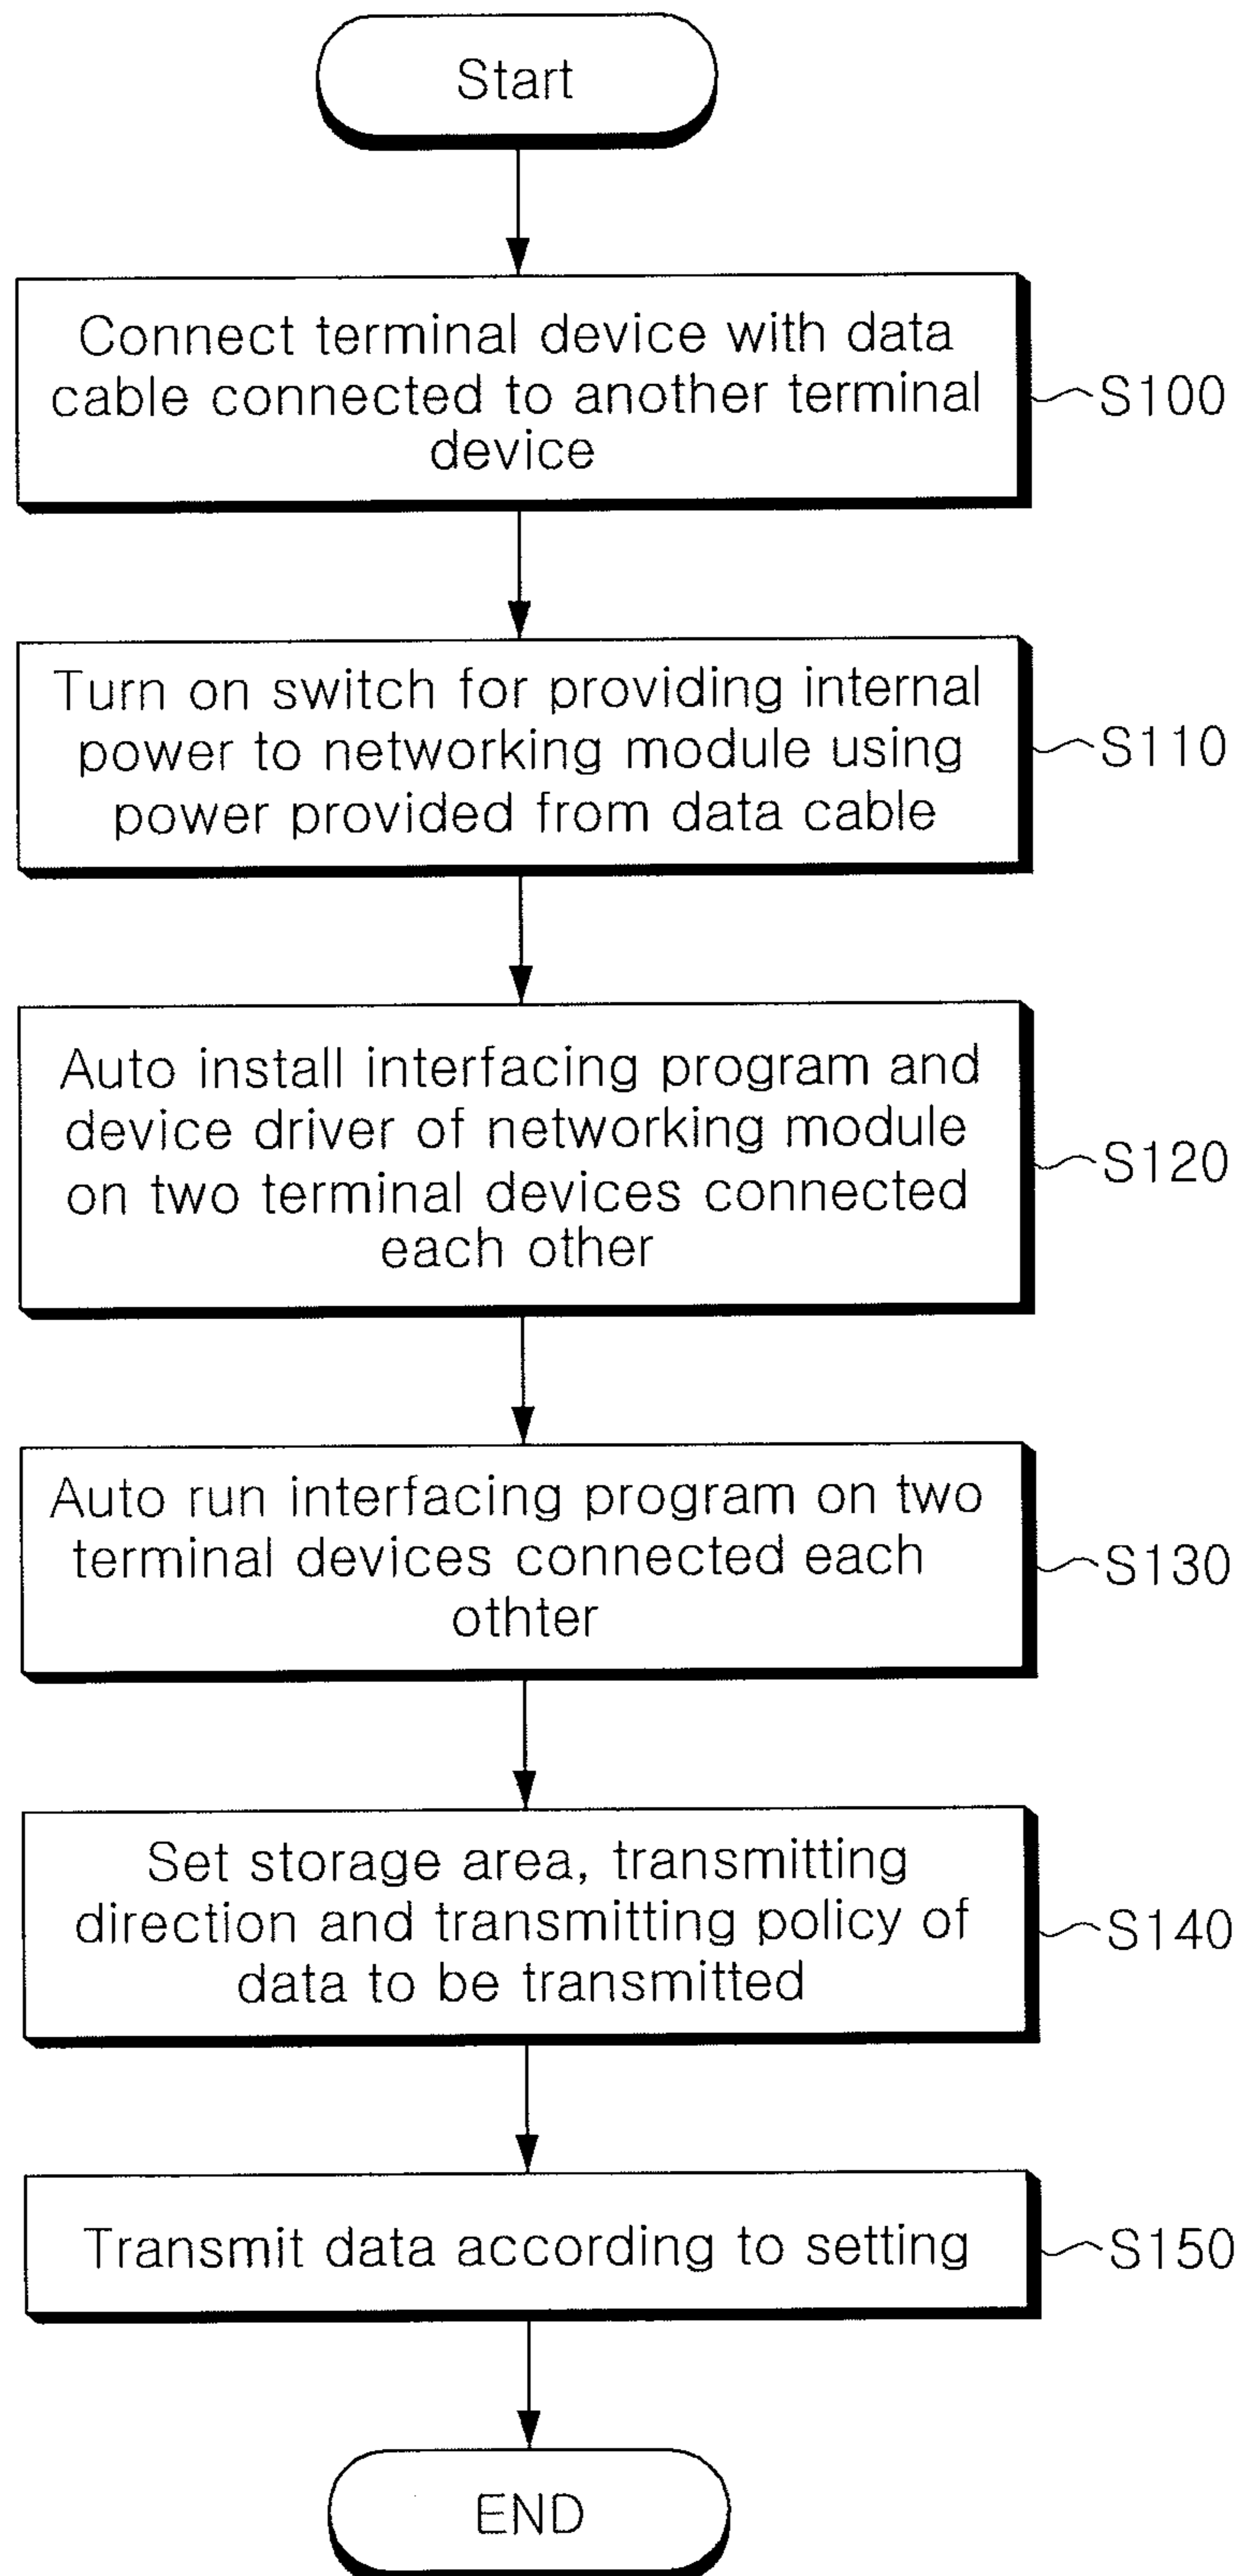 Start
Connect terminal device with data
cable connected to another terminal
device
S100
Turn on switch for providing internal
power to networking module using
power provided from data cable
S110
Auto install interfacing program and
device driver of networking module
on two terminal devices connected
each other
S120
Auto run interfacing program on two
terminal devices connected each
othter
S130
Set storage area, transmitting
direction and transmitting policy of
data to be transmitted
S140
Transmit data according to setting
S150
END